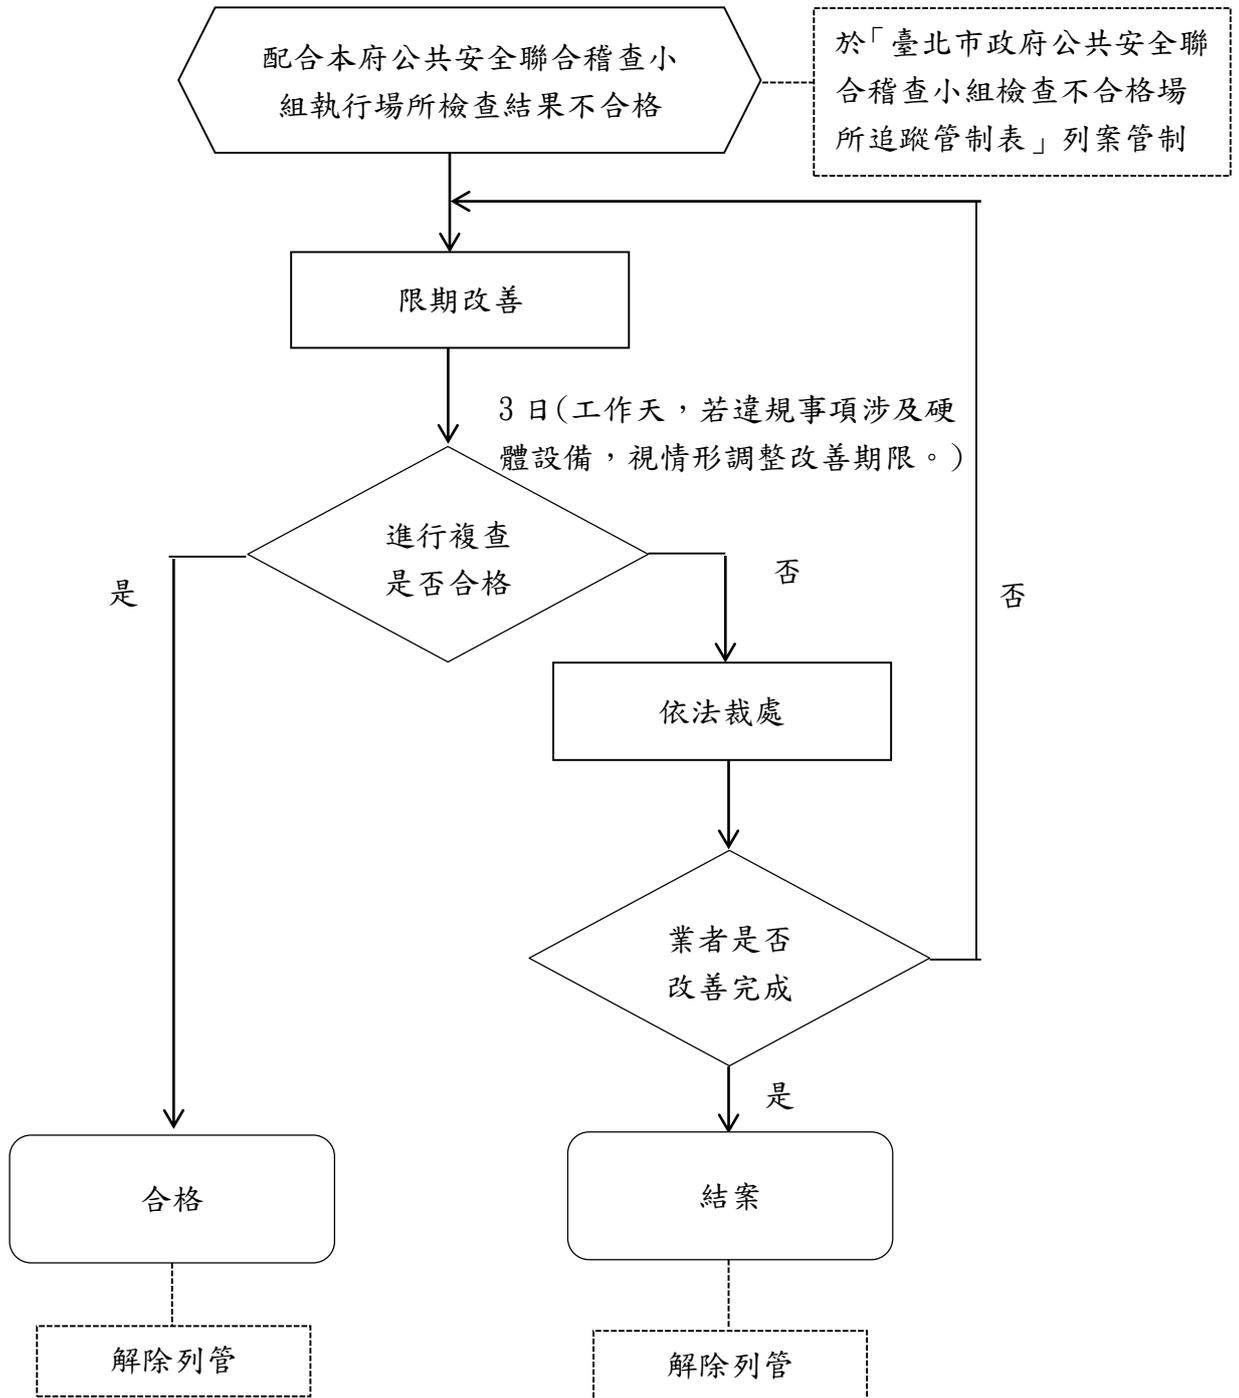 配合本府公共安全聯合稽查小
組執行場所檢查結果不合格
於「臺北市政府公共安全聯
合稽查小組檢查不合格場
所追蹤管制表」列案管制
限期改善
3日(工作天，若違規事項涉及硬
體設備，視情形調整改善期限。)
進行複查
是否合格
是
否
否
依法裁處
業者是否
改善完成
是
合格
結案
解除列管
解除列管